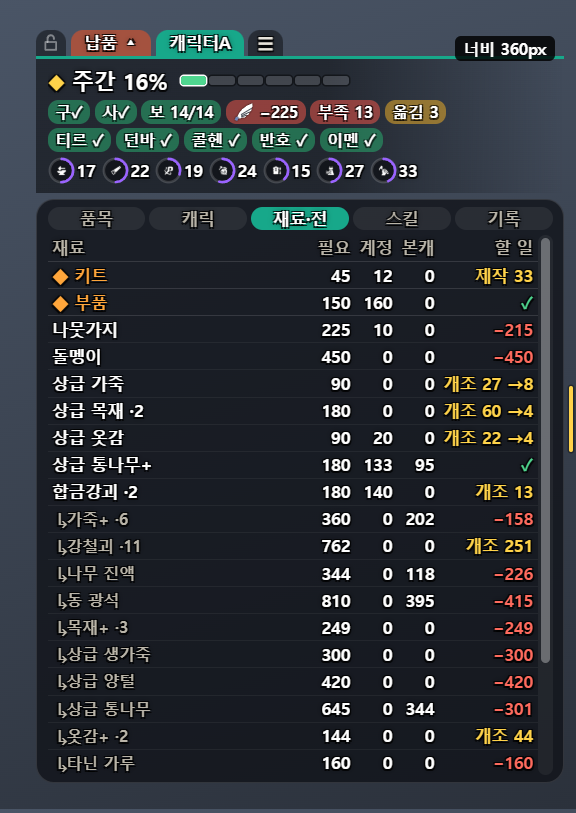 납품 ▲ 캐릭터A ☰
너비 360px
◆ 주간 16%
구✓ 사✓ 보 14/14 −225 부족 13 옮김 3
티르 ✓ 던바 ✓ 콜헨 ✓ 반호 ✓ 이멘 ✓
17 22 19 24 15 27 33
품목 캐릭 재료·전 스킬 기록
재료 필요 계정 본캐 할 일
◆ 키트 45 12 0 제작 33
◆ 부품 150 160 0 ✓
나뭇가지 225 10 0 −215
돌멩이 450 0 0 −450
상급 가죽 90 0 0 개조 27 →8
상급 목재 ·2 180 0 0 개조 60 →4
상급 옷감 90 20 0 개조 22 →4
상급 통나무+ 180 133 95 ✓
합금강괴 ·2 180 140 0 개조 13
↳가죽+ ·6 360 0 202 −158
↳강철괴 ·11 762 0 0 개조 251
↳나무 진액 344 0 118 −226
↳동 광석 810 0 395 −415
↳목재+ ·3 249 0 0 −249
↳상급 생가죽 300 0 0 −300
↳상급 양털 420 0 0 −420
↳상급 통나무 645 0 344 −301
↳옷감+ ·2 144 0 0 개조 44
↳타닌 가루 160 0 0 −160